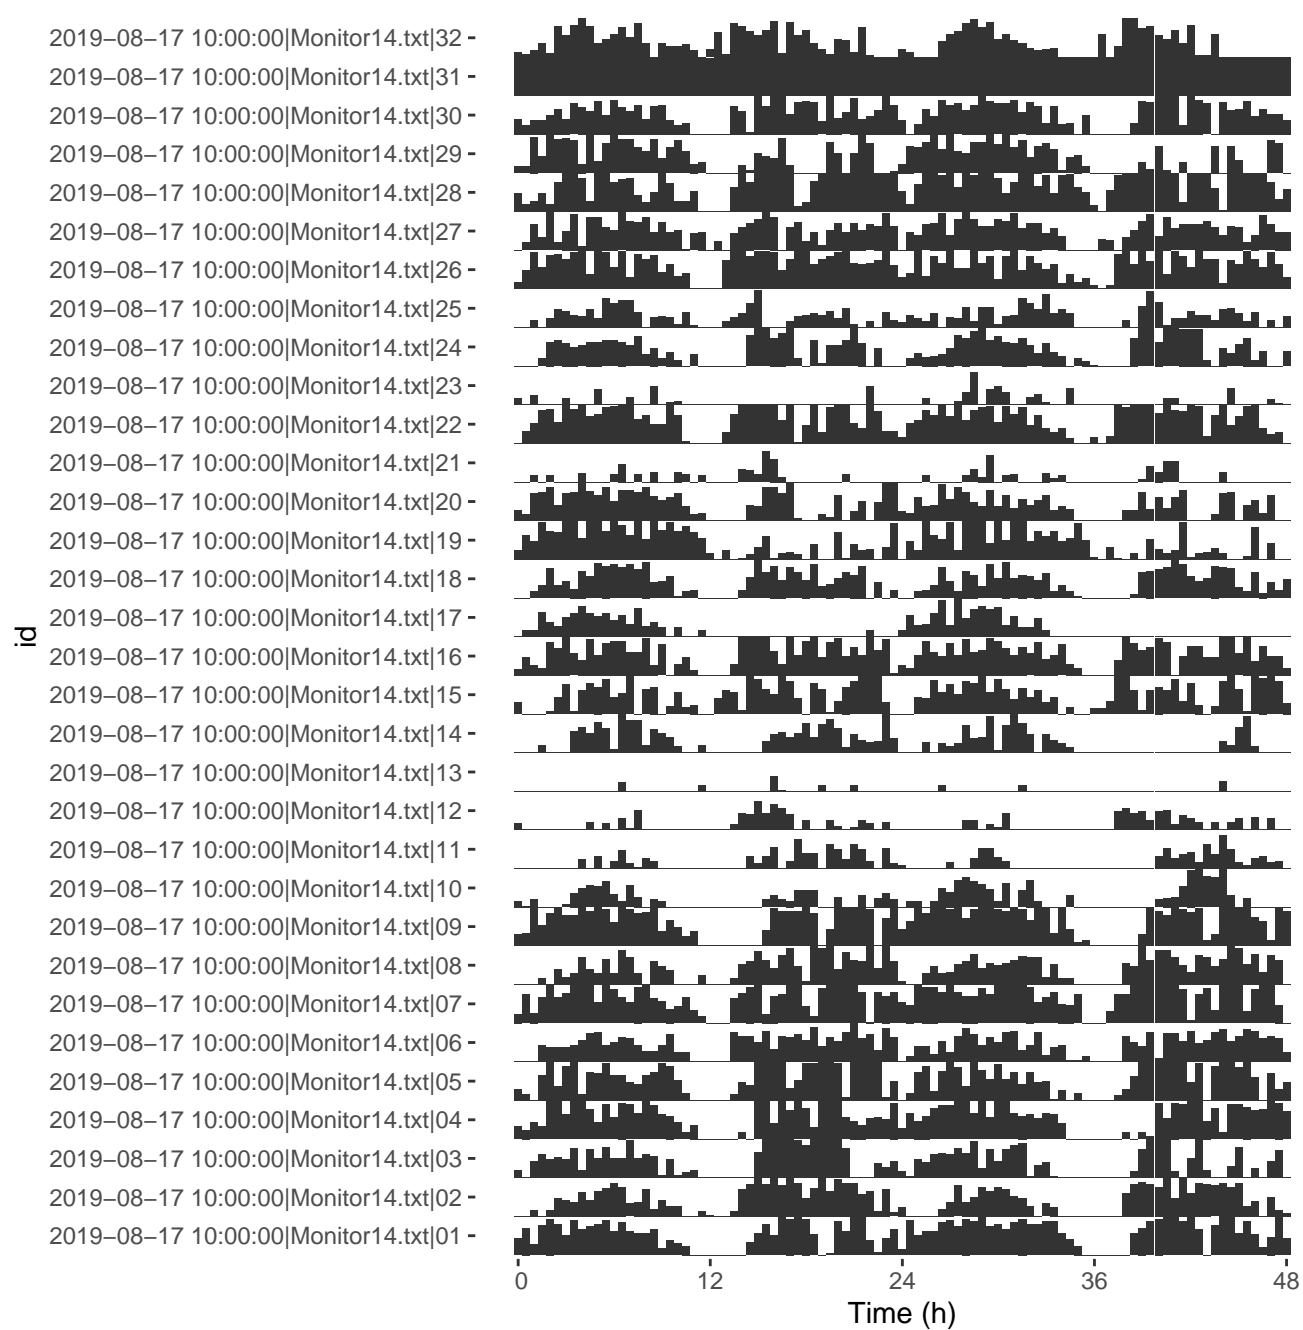 2019–08–17 10:00:00|Monitor14.txt|32
2019–08–17 10:00:00|Monitor14.txt|31
2019–08–17 10:00:00|Monitor14.txt|30
2019–08–17 10:00:00|Monitor14.txt|29
2019–08–17 10:00:00|Monitor14.txt|28
2019–08–17 10:00:00|Monitor14.txt|27
2019–08–17 10:00:00|Monitor14.txt|26
2019–08–17 10:00:00|Monitor14.txt|25
2019–08–17 10:00:00|Monitor14.txt|24
2019–08–17 10:00:00|Monitor14.txt|23
2019–08–17 10:00:00|Monitor14.txt|22
2019–08–17 10:00:00|Monitor14.txt|21
2019–08–17 10:00:00|Monitor14.txt|20
2019–08–17 10:00:00|Monitor14.txt|19
2019–08–17 10:00:00|Monitor14.txt|18
2019–08–17 10:00:00|Monitor14.txt|17
2019–08–17 10:00:00|Monitor14.txt|16
2019–08–17 10:00:00|Monitor14.txt|15
2019–08–17 10:00:00|Monitor14.txt|14
2019–08–17 10:00:00|Monitor14.txt|13
2019–08–17 10:00:00|Monitor14.txt|12
2019–08–17 10:00:00|Monitor14.txt|11
2019–08–17 10:00:00|Monitor14.txt|10
2019–08–17 10:00:00|Monitor14.txt|09
2019–08–17 10:00:00|Monitor14.txt|08
2019–08–17 10:00:00|Monitor14.txt|07
2019–08–17 10:00:00|Monitor14.txt|06
2019–08–17 10:00:00|Monitor14.txt|05
2019–08–17 10:00:00|Monitor14.txt|04
2019–08–17 10:00:00|Monitor14.txt|03
2019–08–17 10:00:00|Monitor14.txt|02
2019–08–17 10:00:00|Monitor14.txt|01
id
0 12 24 36 48
Time (h)